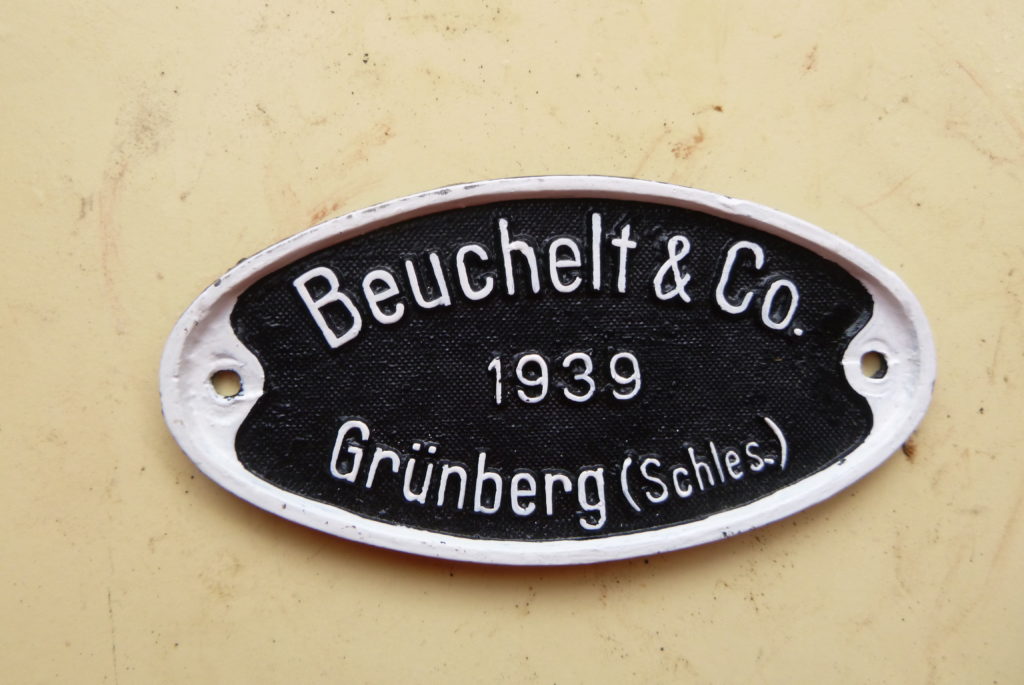 Beuchelt & Co.
1939
Grünberg (Schles.)